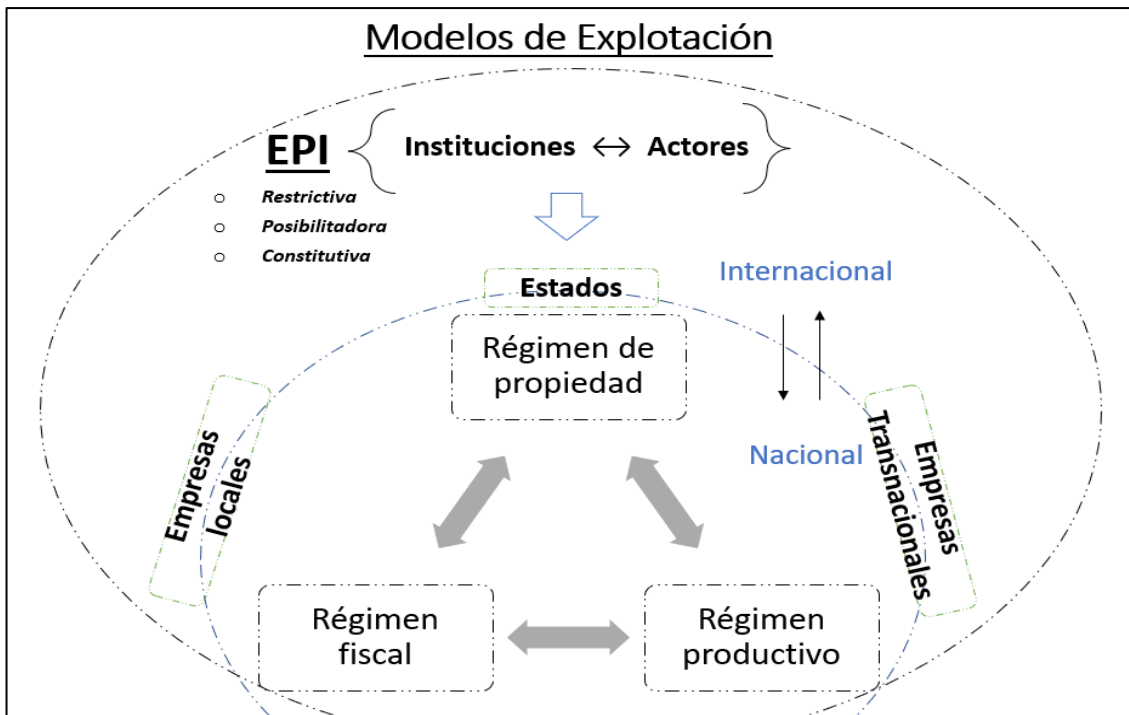 Modelos de Explotación
EPI
Instituciones ↔ Actores
o Restrictiva
o Posibilitadora
o Constitutiva
Estados
Internacional
Régimen de
propiedad
Nacional
Empresas
locales
Empresas
Transnacionales
Régimen
fiscal
Régimen
productivo